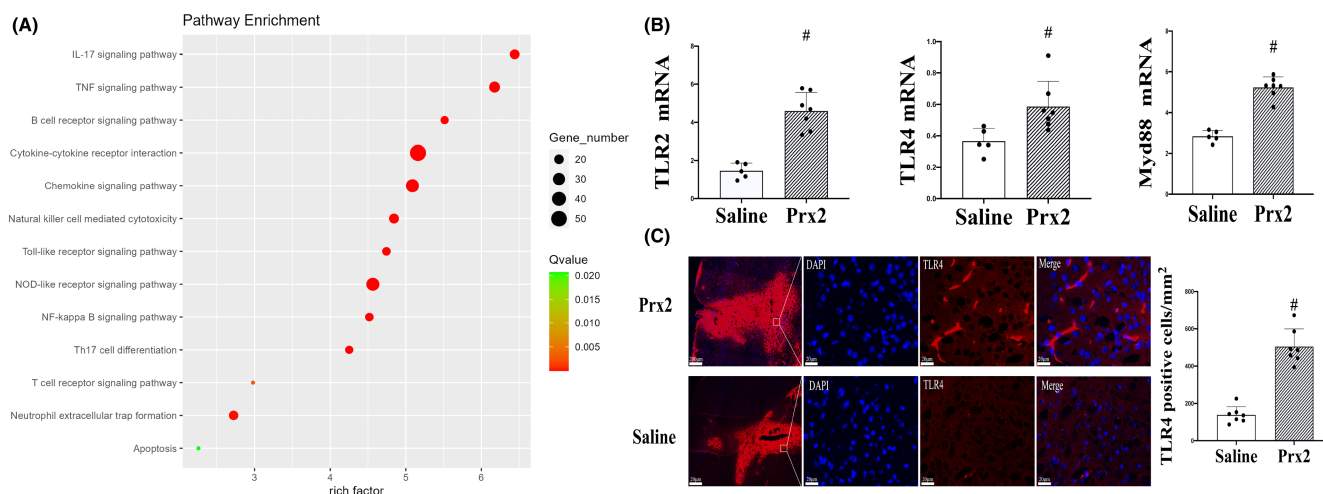 (A)
Pathway Enrichment
IL-17 signaling pathway
TNF signaling pathway
B cell receptor signaling pathway
Cytokine-cytokine receptor interaction
Chemokine signaling pathway
Natural killer cell mediated cytotoxicity
Toll-like receptor signaling pathway
NOD-like receptor signaling pathway
NF-kappa B signaling pathway
Th17 cell differentiation
T cell receptor signaling pathway
Neutrophil extracellular trap formation
Apoptosis
3 4 5 6
rich factor
Gene_number
20
30
40
50
Qvalue
0.020
0.015
0.010
0.005
(B)
TLR2 mRNA
8
6
4
2
0
#
Saline Prx2
TLR4 mRNA
1.0
0.8
0.6
0.4
0.2
0.0
#
Saline Prx2
Myd88 mRNA
8
6
4
2
0
#
Saline Prx2
(C)
Prx2
DAPI
TLR4
Merge
20μm
20μm
20μm
Saline
DAPI
TLR4
Merge
20μm
20μm
20μm
TLR4 positive cells/mm²
800
600
400
200
0
#
Saline Prx2